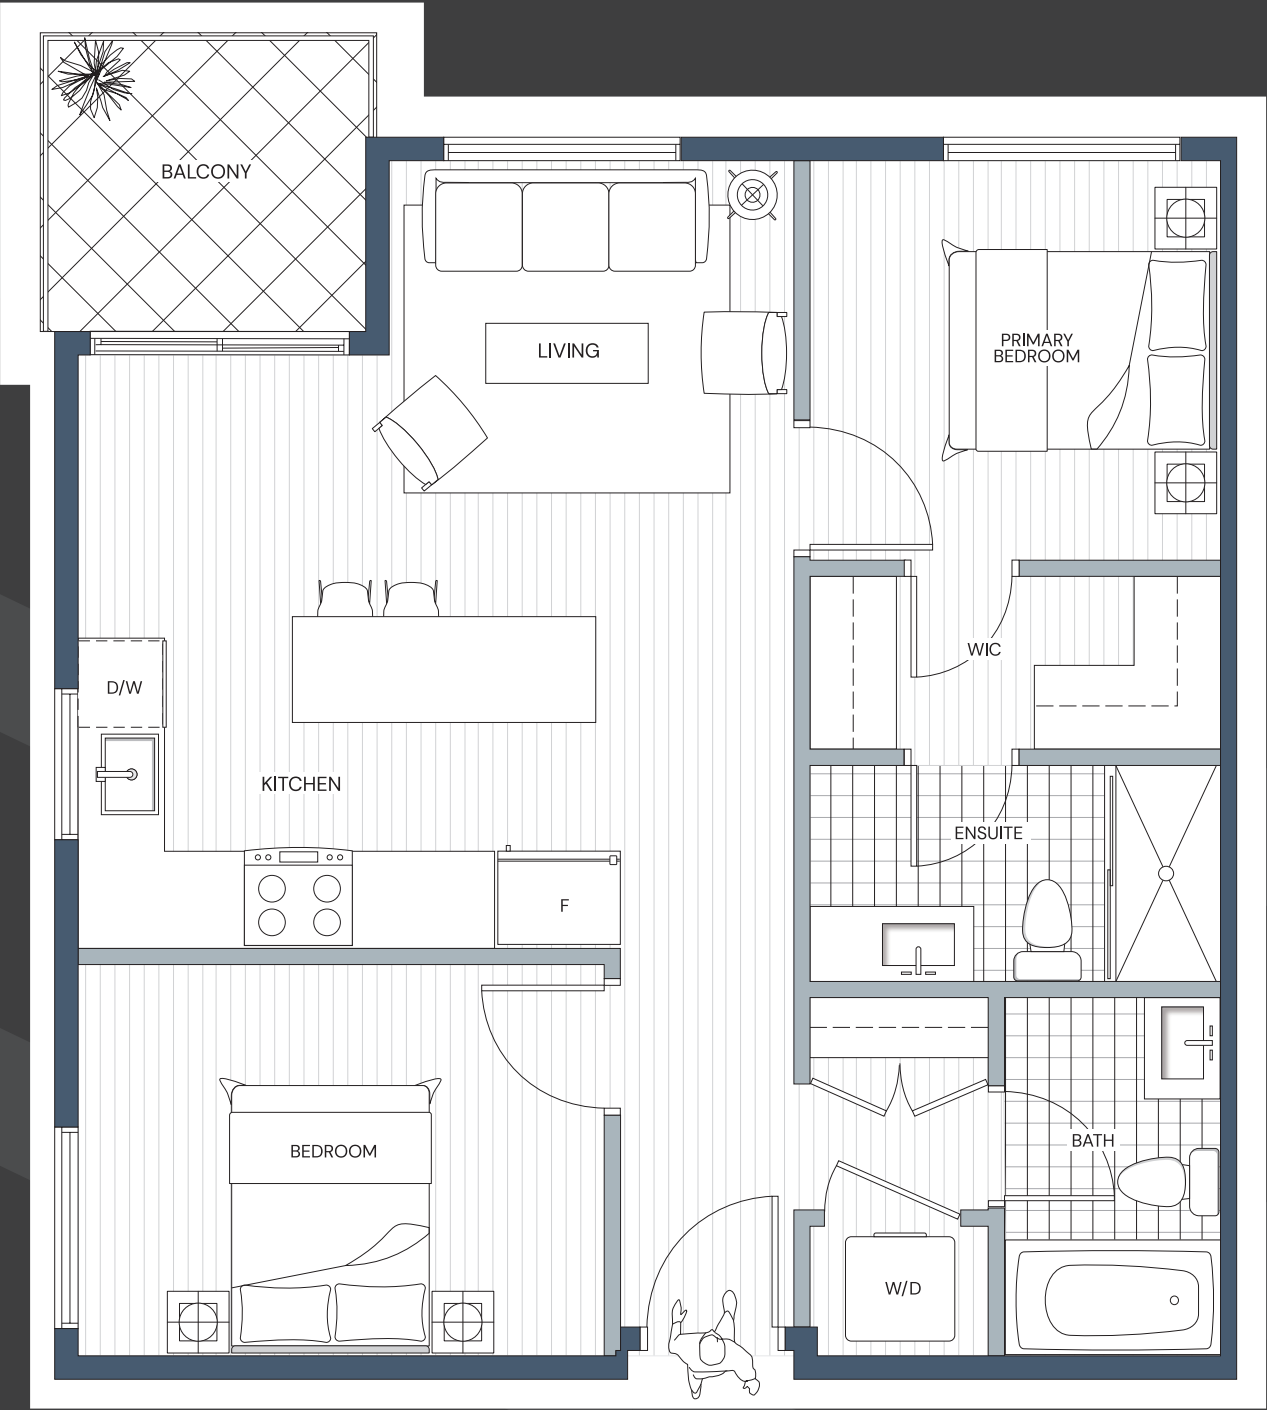 BALCONY
LIVING
PRIMARY
BEDROOM
WIC
D/W
KITCHEN
ENSUITE
F
BATH
BEDROOM
W/D